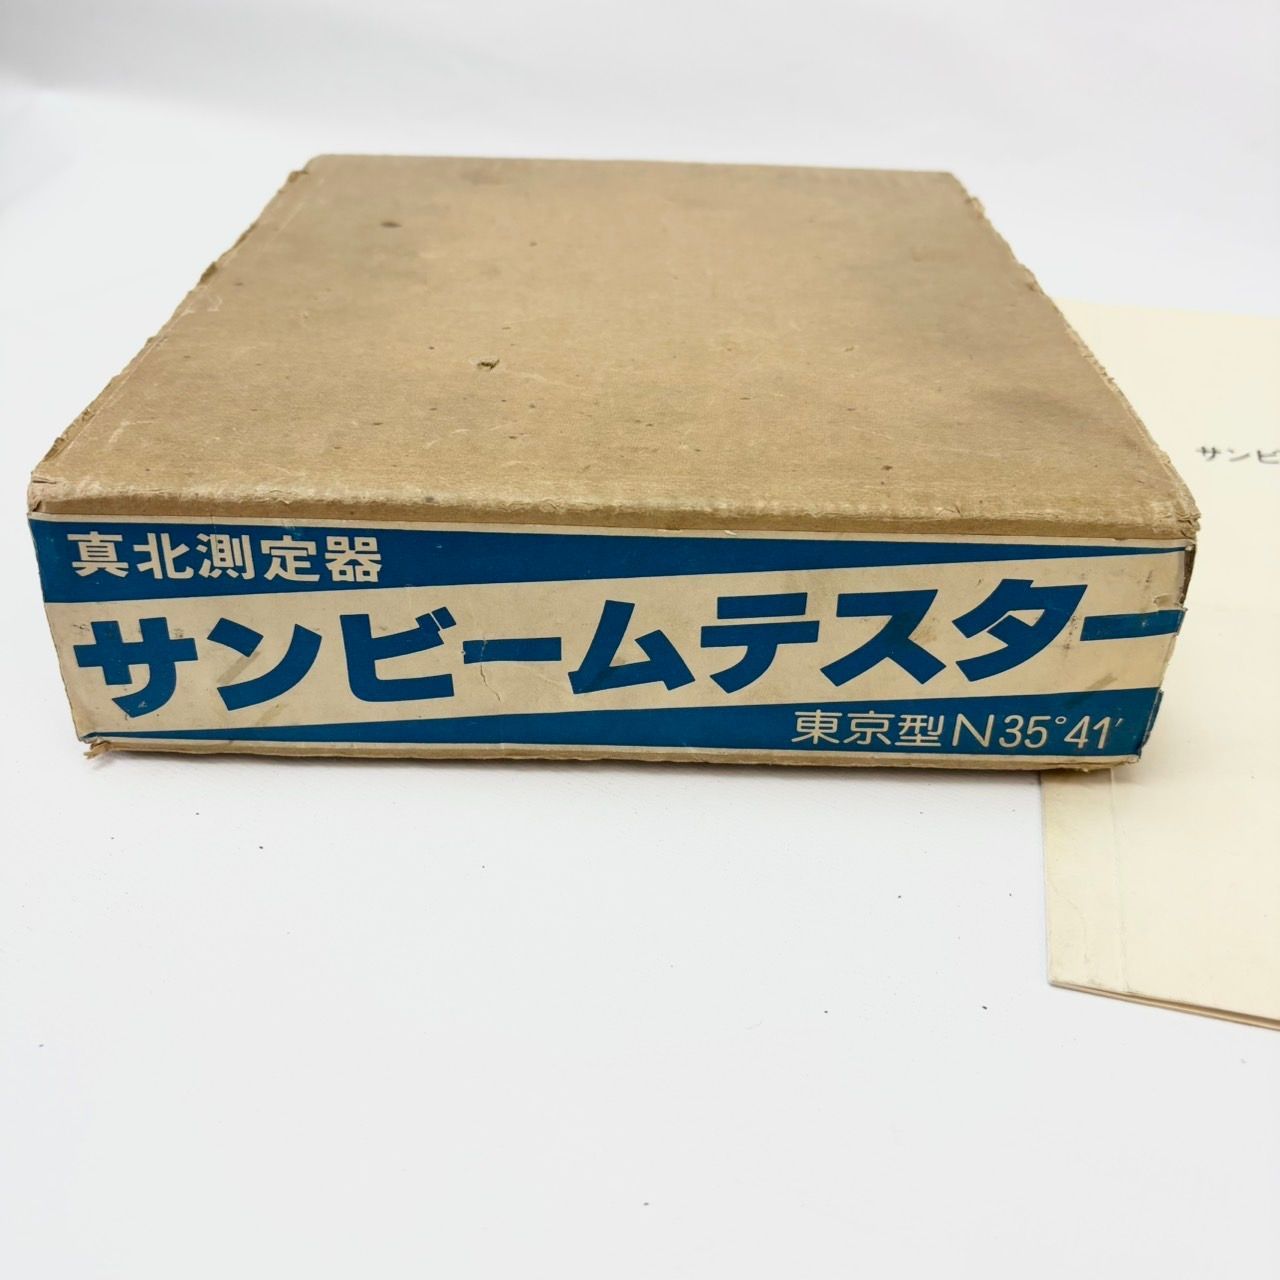 真北測定器
サンビームテスター
東京型N35°41′
サンビ